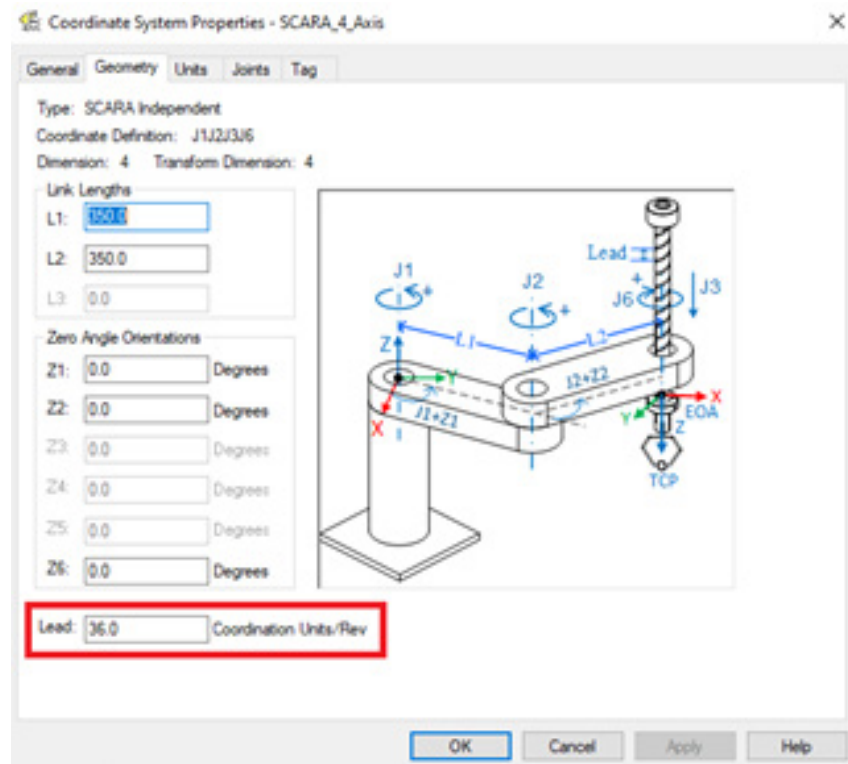 Coordinate System Properties - SCARA_4_Axis
General Geometry Units Joints Tag
Type: SCARA Independent
Coordinate Definition: J1J2J3J6
Dimension: 4 Transform Dimension: 4
Link Lengths
L1: 350.0
L2: 350.0
L3: 0.0
Zero Angle Orientations
Z1: 0.0 Degrees
Z2: 0.0 Degrees
Z3: 0.0 Degrees
Z4: 0.0 Degrees
Z5: 0.0 Degrees
Z6: 0.0 Degrees
Lead: 36.0 Coordination Units/Rev
Lead
J1
+
J2
+
+
J6
J3
L1
L2
Z
Y
X
J1+Z1
J2+Z2
X
Y
Z
EOA
TCP
OK Cancel Apply Help